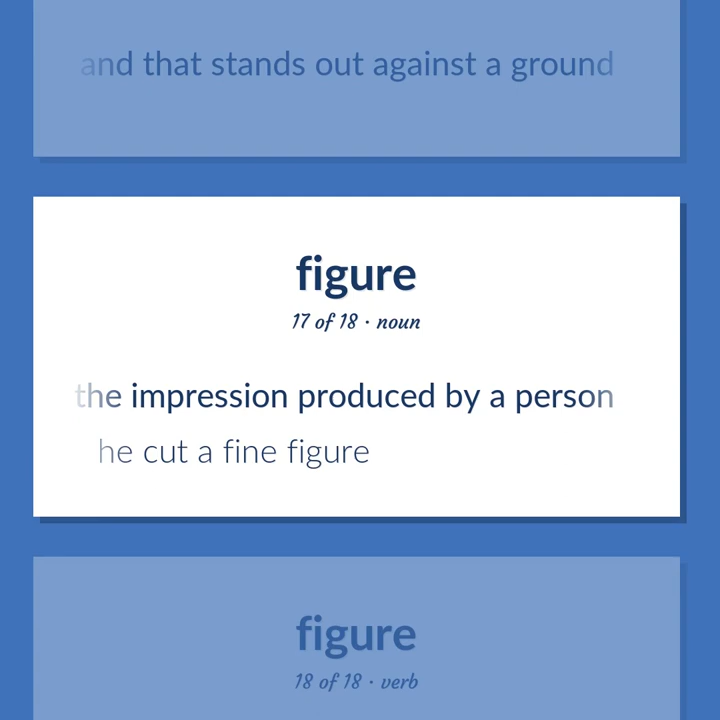 and that stands out against a ground
figure
17 of 18 · noun
the impression produced by a person
he cut a fine figure
figure
18 of 18 · verb